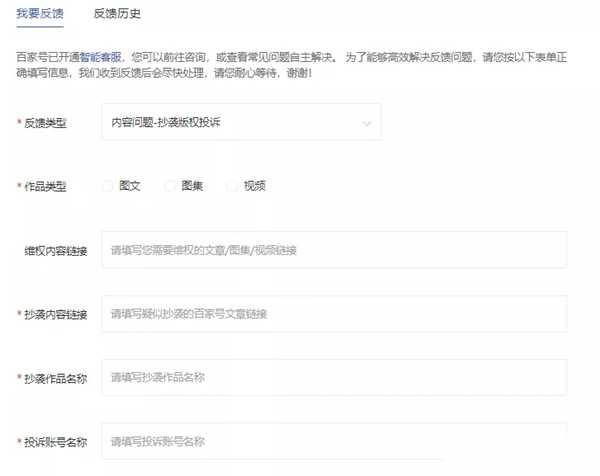 我要反馈 反馈历史
百家号已开通智能客服，您可以前往咨询，或查看常见问题自主解决。 为了能够高效解决反馈问题，请您按以下表单正
确填写信息，我们收到反馈后会尽快处理，请您耐心等待，谢谢！
* 反馈类型 内容问题-抄袭版权投诉
* 作品类型 图文 图集 视频
维权内容链接 请填写您需要维权的文章/图集/视频链接
* 抄袭内容链接 请填写疑似抄袭的百家号文章链接
* 抄袭作品名称 请填写抄袭作品名称
* 投诉账号名称 请填写投诉账号名称